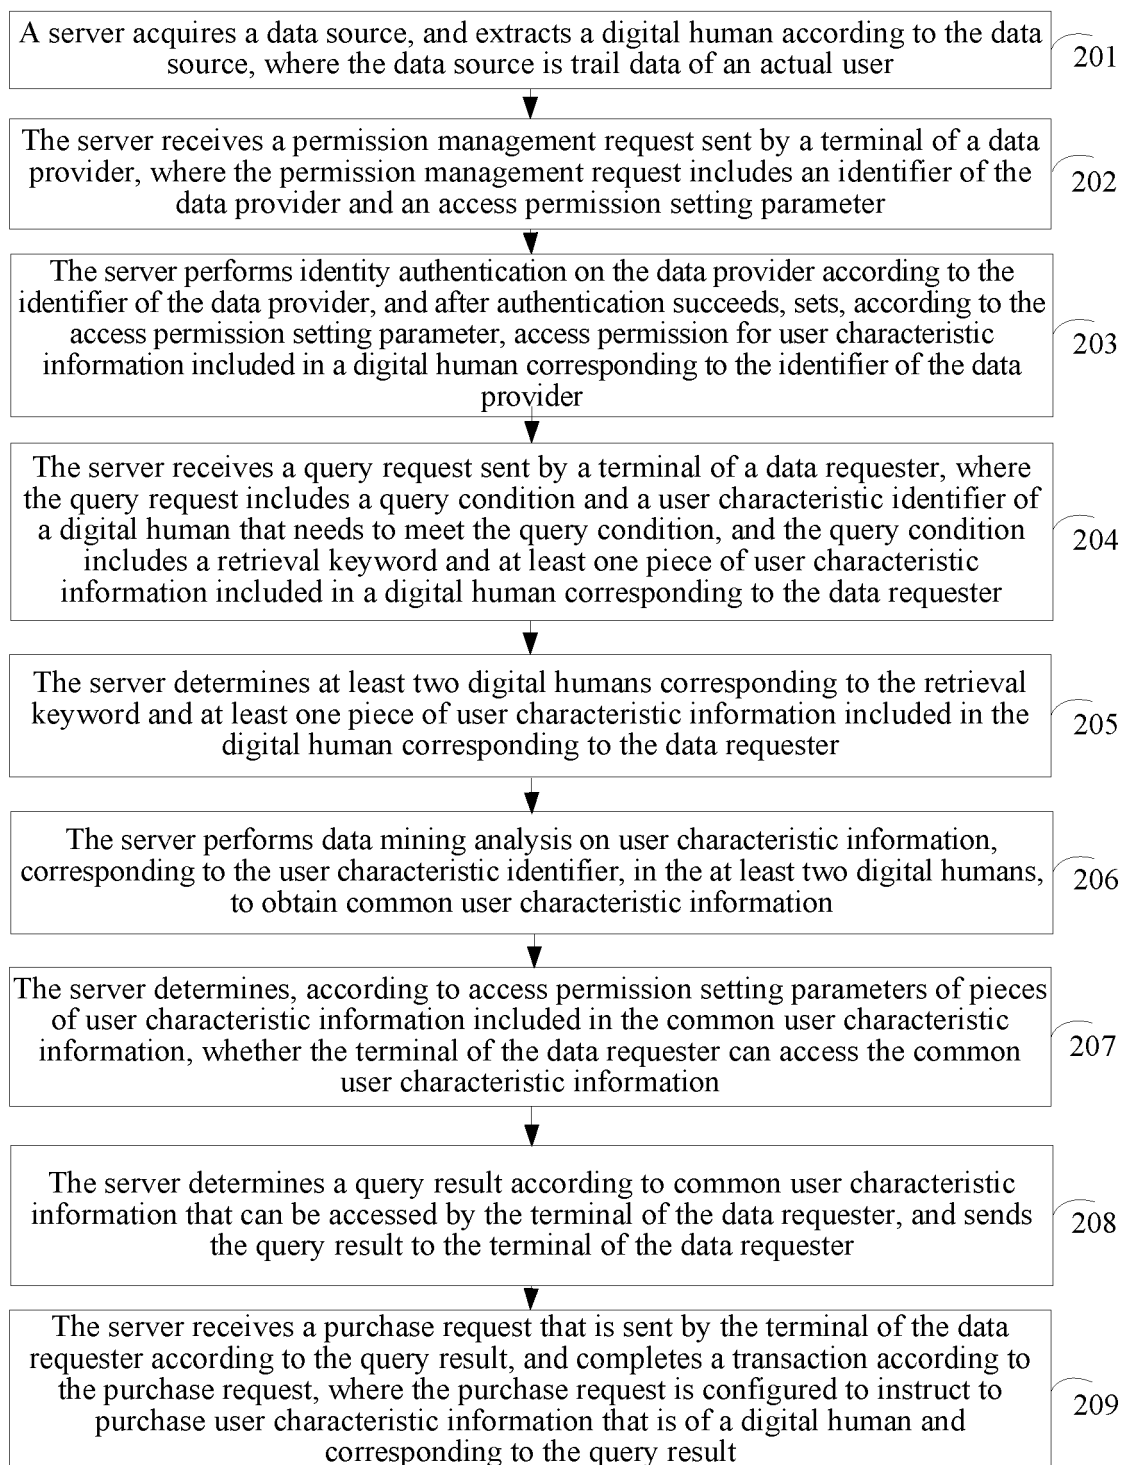 A server acquires a data source, and extracts a digital human according to the data
source, where the data source is trail data of an actual user
201
The server receives a permission management request sent by a terminal of a data
provider, where the permission management request includes an identifier of the
data provider and an access permission setting parameter
202
The server performs identity authentication on the data provider according to the
identifier of the data provider, and after authentication succeeds, sets, according to the
access permission setting parameter, access permission for user characteristic
information included in a digital human corresponding to the identifier of the data
provider
203
The server receives a query request sent by a terminal of a data requester, where
the query request includes a query condition and a user characteristic identifier of
a digital human that needs to meet the query condition, and the query condition
includes a retrieval keyword and at least one piece of user characteristic
information included in a digital human corresponding to the data requester
204
The server determines at least two digital humans corresponding to the retrieval
keyword and at least one piece of user characteristic information included in the
digital human corresponding to the data requester
205
The server performs data mining analysis on user characteristic information,
corresponding to the user characteristic identifier, in the at least two digital humans,
to obtain common user characteristic information
206
The server determines, according to access permission setting parameters of pieces
of user characteristic information included in the common user characteristic
information, whether the terminal of the data requester can access the common
user characteristic information
207
The server determines a query result according to common user characteristic
information that can be accessed by the terminal of the data requester, and sends
the query result to the terminal of the data requester
208
The server receives a purchase request that is sent by the terminal of the data
requester according to the query result, and completes a transaction according to
the purchase request, where the purchase request is configured to instruct to
purchase user characteristic information that is of a digital human and
corresponding to the query result
209